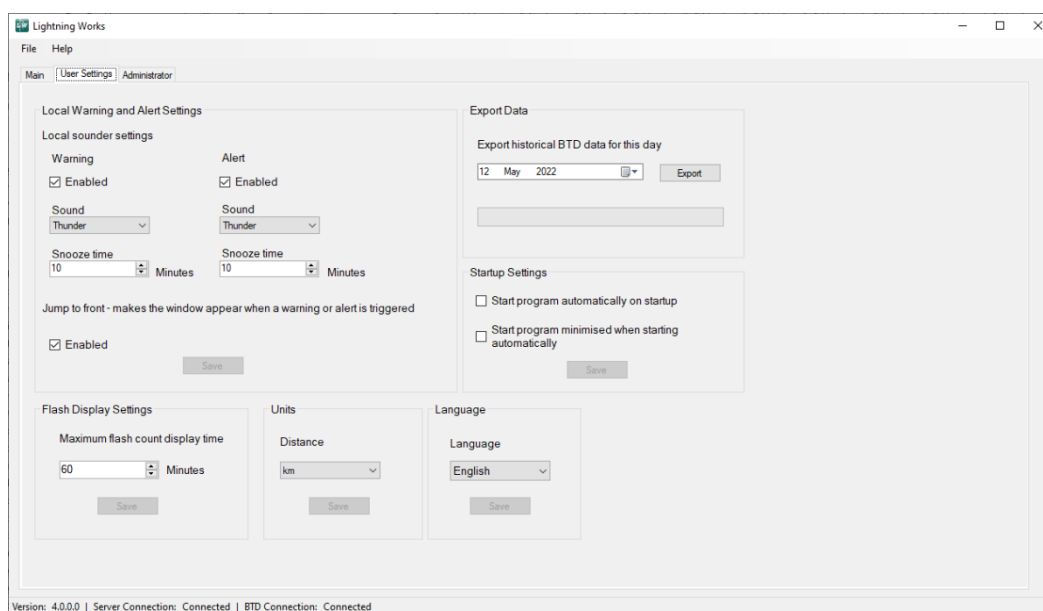 Lightning Works
File Help
Main User Settings Administrator
Local Warning and Alert Settings
Local sounder settings
Warning Alert
Enabled Enabled
Sound Sound
Thunder Thunder
Snooze time Snooze time
10 Minutes 10 Minutes
Jump to front - makes the window appear when a warning or alert is triggered
Enabled
Save
Export Data
Export historical BTD data for this day
12 May 2022 Export
Startup Settings
Start program automatically on startup
Start program minimised when starting
automatically
Save
Flash Display Settings
Maximum flash count display time
60 Minutes
Save
Units
Distance
km
Save
Language
Language
English
Save
Version: 4.0.0.0 | Server Connection: Connected | BTD Connection: Connected